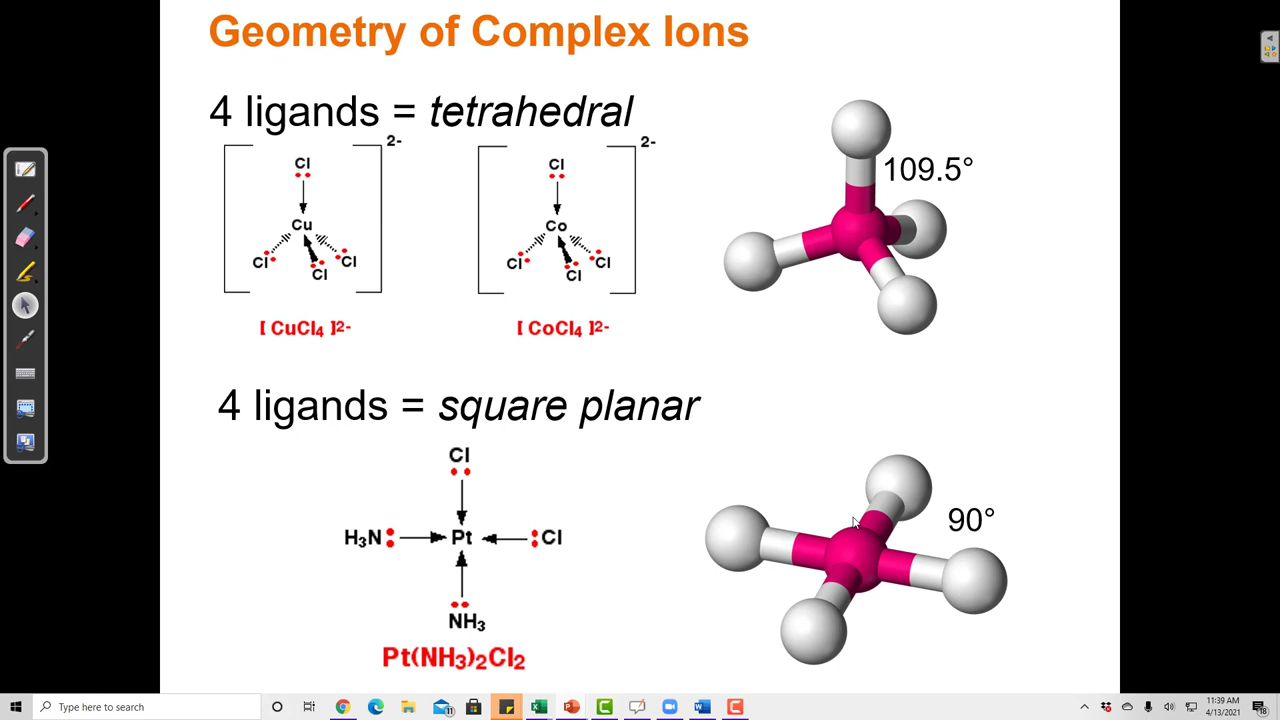 Geometry of Complex Ions
4 ligands = tetrahedral
2-
Cl
Cu
Cl
Cl
Cl
[ CuCl4 ]2-
2-
Cl
Co
Cl
Cl
Cl
[ CoCl4 ]2-
109.5°
4 ligands = square planar
Cl
H3N: Pt :Cl
NH3
Pt(NH3)2Cl2
90°
Type here to search
11
11:39 AM
4/13/2021
18